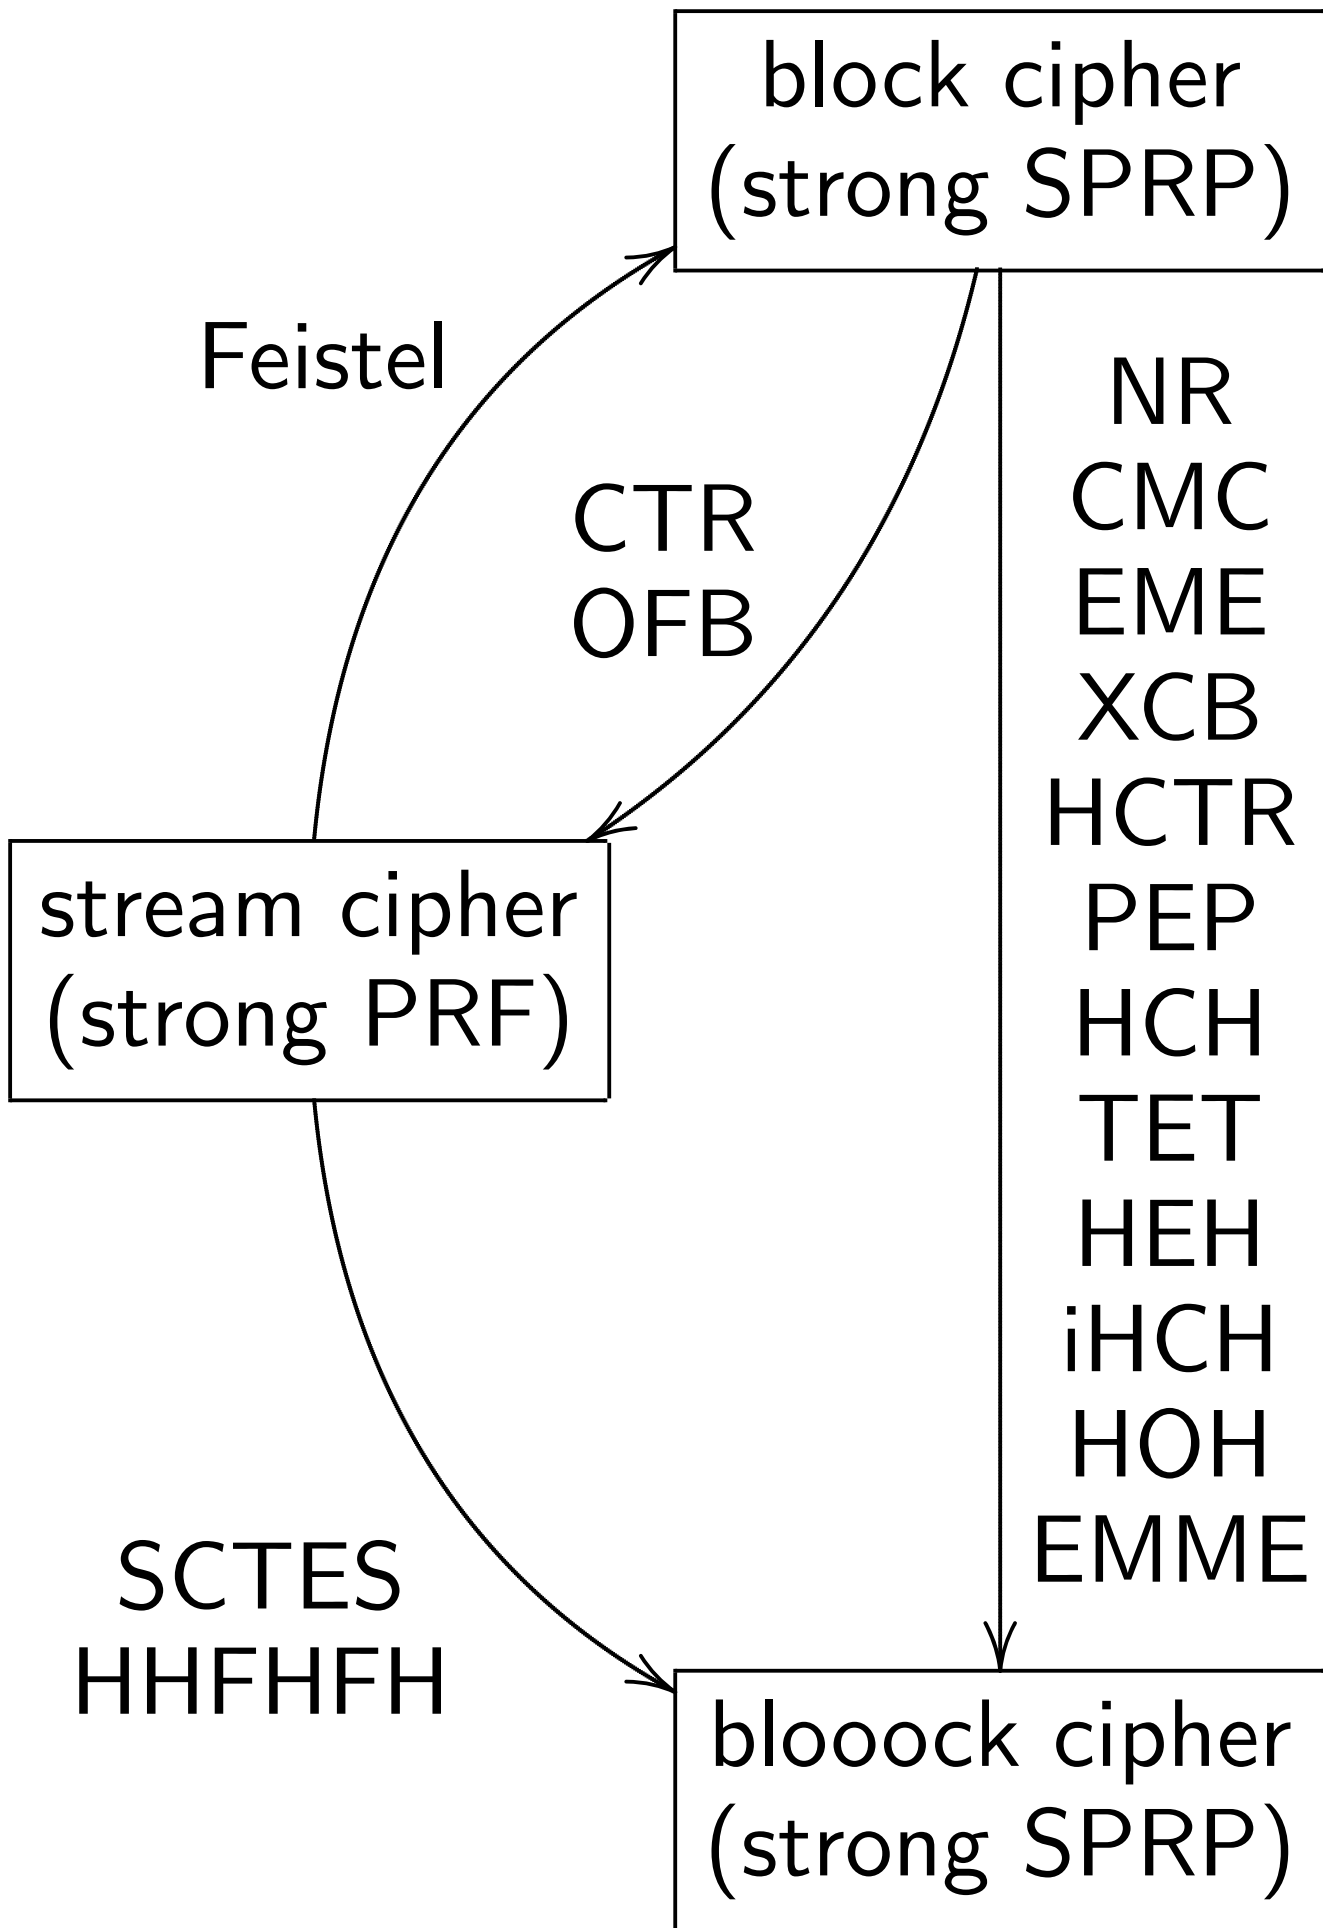 block cipher
(strong SPRP)
Feistel
NR
CMC
CTR
EME
OFB
XCB
HCTR
stream cipher
PEP
(strong PRF)
HCH
TET
HEH
iHCH
HOH
SCTES
EMME
HHFHFH
blooock cipher
(strong SPRP)